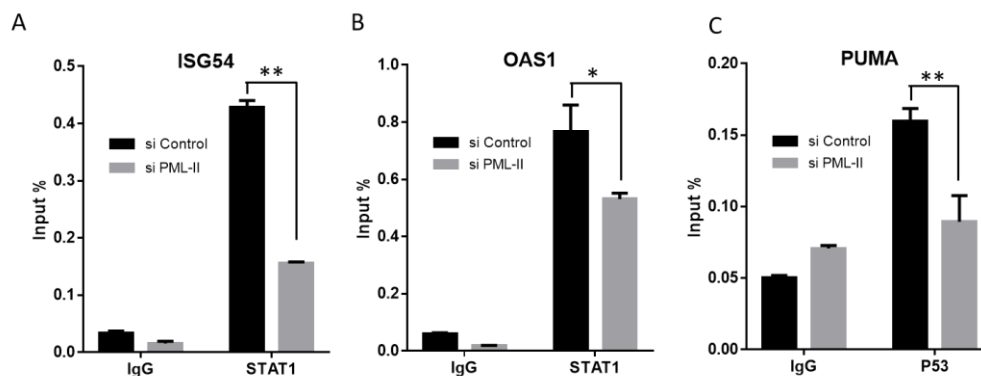 A
ISG54
**
si Control
si PML-II
Input %
0.5
0.4
0.3
0.2
0.1
0.0
IgG STAT1
B
OAS1
*
si Control
si PML-II
Input %
1.0
0.8
0.6
0.4
0.2
0.0
IgG STAT1
C
PUMA
**
si Control
si PML-II
Input %
0.20
0.15
0.10
0.05
0.00
IgG P53